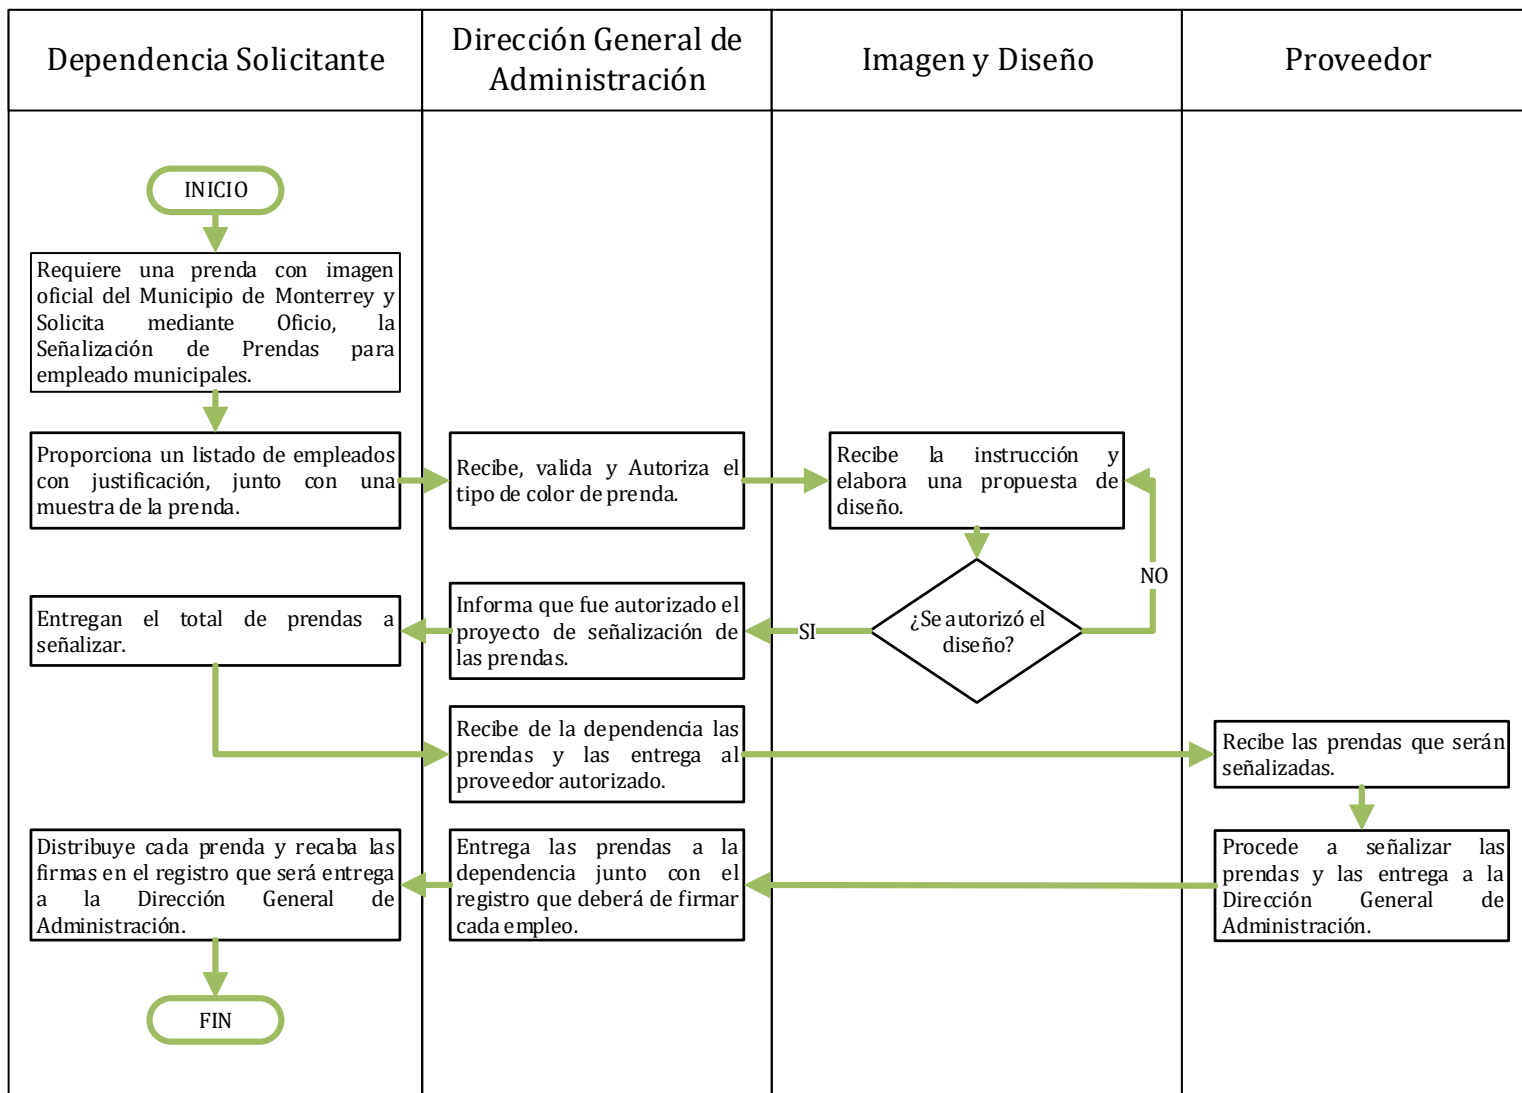 Dependencia Solicitante
Dirección General de
Administración
Imagen y Diseño
Proveedor
INICIO
Requiere una prenda con imagen
oficial del Municipio de Monterrey y
Solicita mediante Oficio, la
Señalización de Prendas para
empleado municipales.
Proporciona un listado de empleados
con justificación, junto con una
muestra de la prenda.
Recibe, valida y Autoriza el
tipo de color de prenda.
Recibe la instrucción y
elabora una propuesta de
diseño.
NO
¿Se autorizó el
diseño?
SI
Informa que fue autorizado el
proyecto de señalización de
las prendas.
Entregan el total de prendas a
señalizar.
Recibe de la dependencia las
prendas y las entrega al
proveedor autorizado.
Recibe las prendas que serán
señalizadas.
Procede a señalizar las
prendas y las entrega a la
Dirección General de
Administración.
Entrega las prendas a la
dependencia junto con el
registro que deberá de firmar
cada empleo.
Distribuye cada prenda y recaba las
firmas en el registro que será entrega
a la Dirección General de
Administración.
FIN